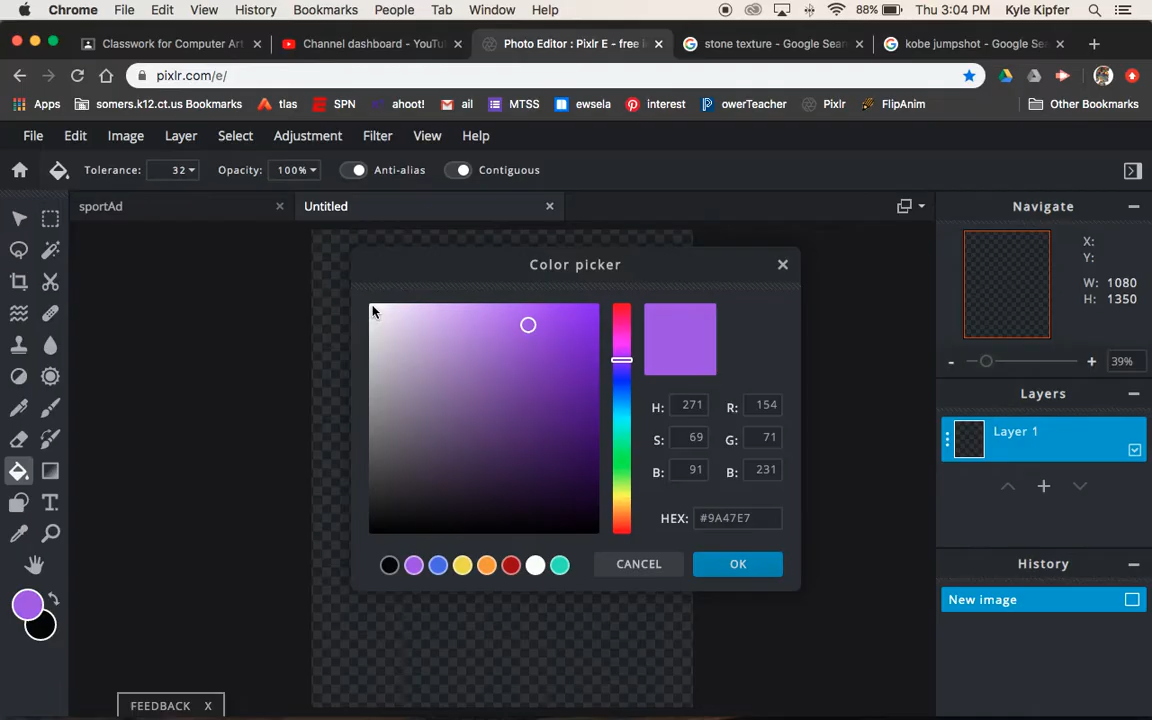 Chrome File Edit View History Bookmarks People Tab Window Help 88% Thu 3:04 PM Kyle Kipfer
Classwork for Computer Art Channel dashboard - YouTu Photo Editor : Pixlr E - free i stone texture - Google Sear kobe jumpshot - Google Se
pixlr.com/e/
Apps somers.k12.ct.us Bookmarks tlas SPN ahoot! ail MTSS ewsela interest owerTeacher Pixlr FlipAnim Other Bookmarks
File Edit Image Layer Select Adjustment Filter View Help
Tolerance: 32 Opacity: 100% Anti-alias Contiguous
sportAd Untitled Navigate
X:
Y:
W: 1080
H: 1350
39%
Color picker
H: 271 R: 154
S: 69 G: 71
B: 91 B: 231
HEX: #9A47E7
CANCEL OK
Layers
Layer 1
History
New image
FEEDBACK X